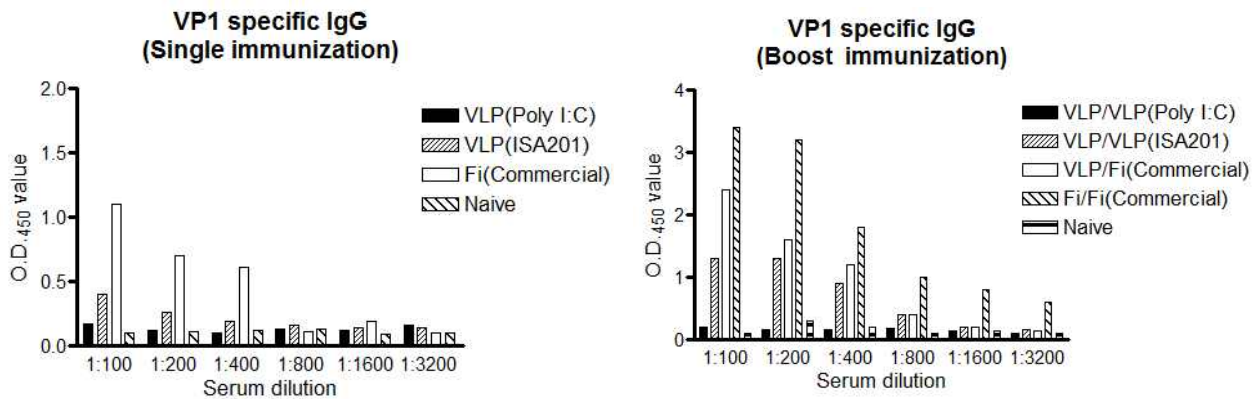 VP1 specific IgG
(Single immunization)
2.0
1.5
1.0
0.5
0.0
O.D.450 value
1:100 1:200 1:400 1:800 1:1600 1:3200
Serum dilution
VLP(Poly I:C)
VLP(ISA201)
Fi(Commercial)
Naive
VP1 specific IgG
(Boost immunization)
4
3
2
1
0
O.D.450 value
1:100 1:200 1:400 1:800 1:1600 1:3200
Serum dilution
VLP/VLP(Poly I:C)
VLP/VLP(ISA201)
VLP/Fi(Commercial)
Fi/Fi(Commercial)
Naive